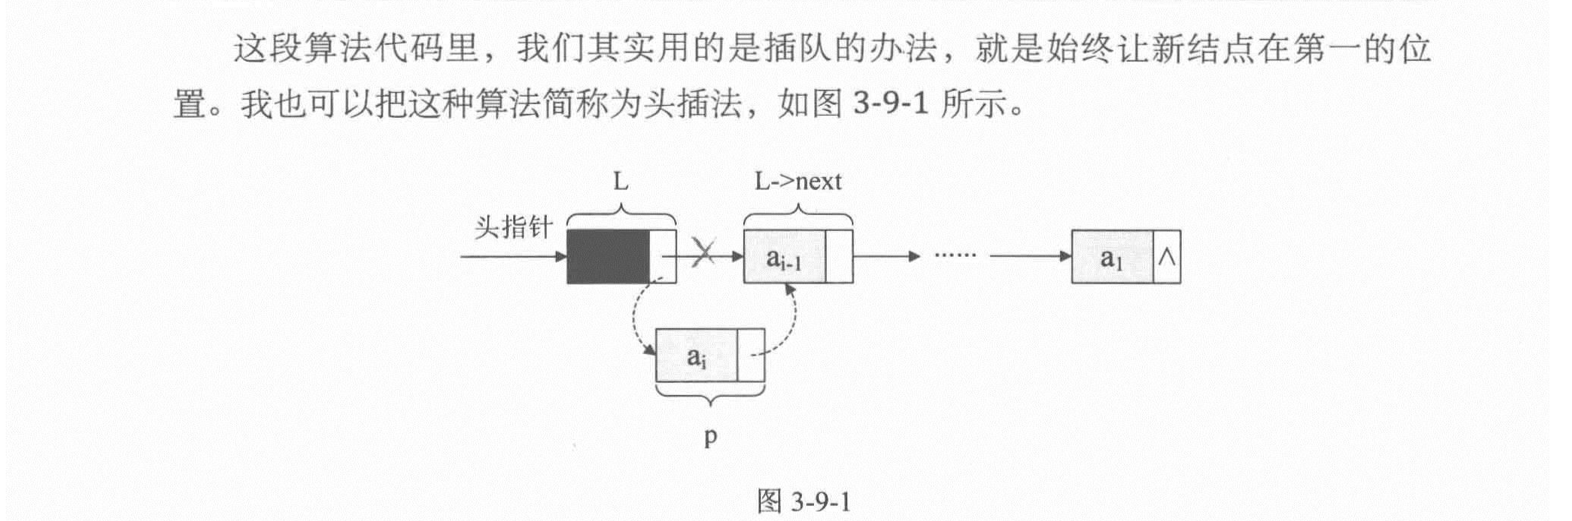 这段算法代码里，我们其实用的是插队的办法，就是始终让新结点在第一的位
置。我也可以把这种算法简称为头插法，如图 3-9-1 所示。
L
L->next
头指针
aᵢ₋₁
······
a₁
∧
aᵢ
p
图 3-9-1